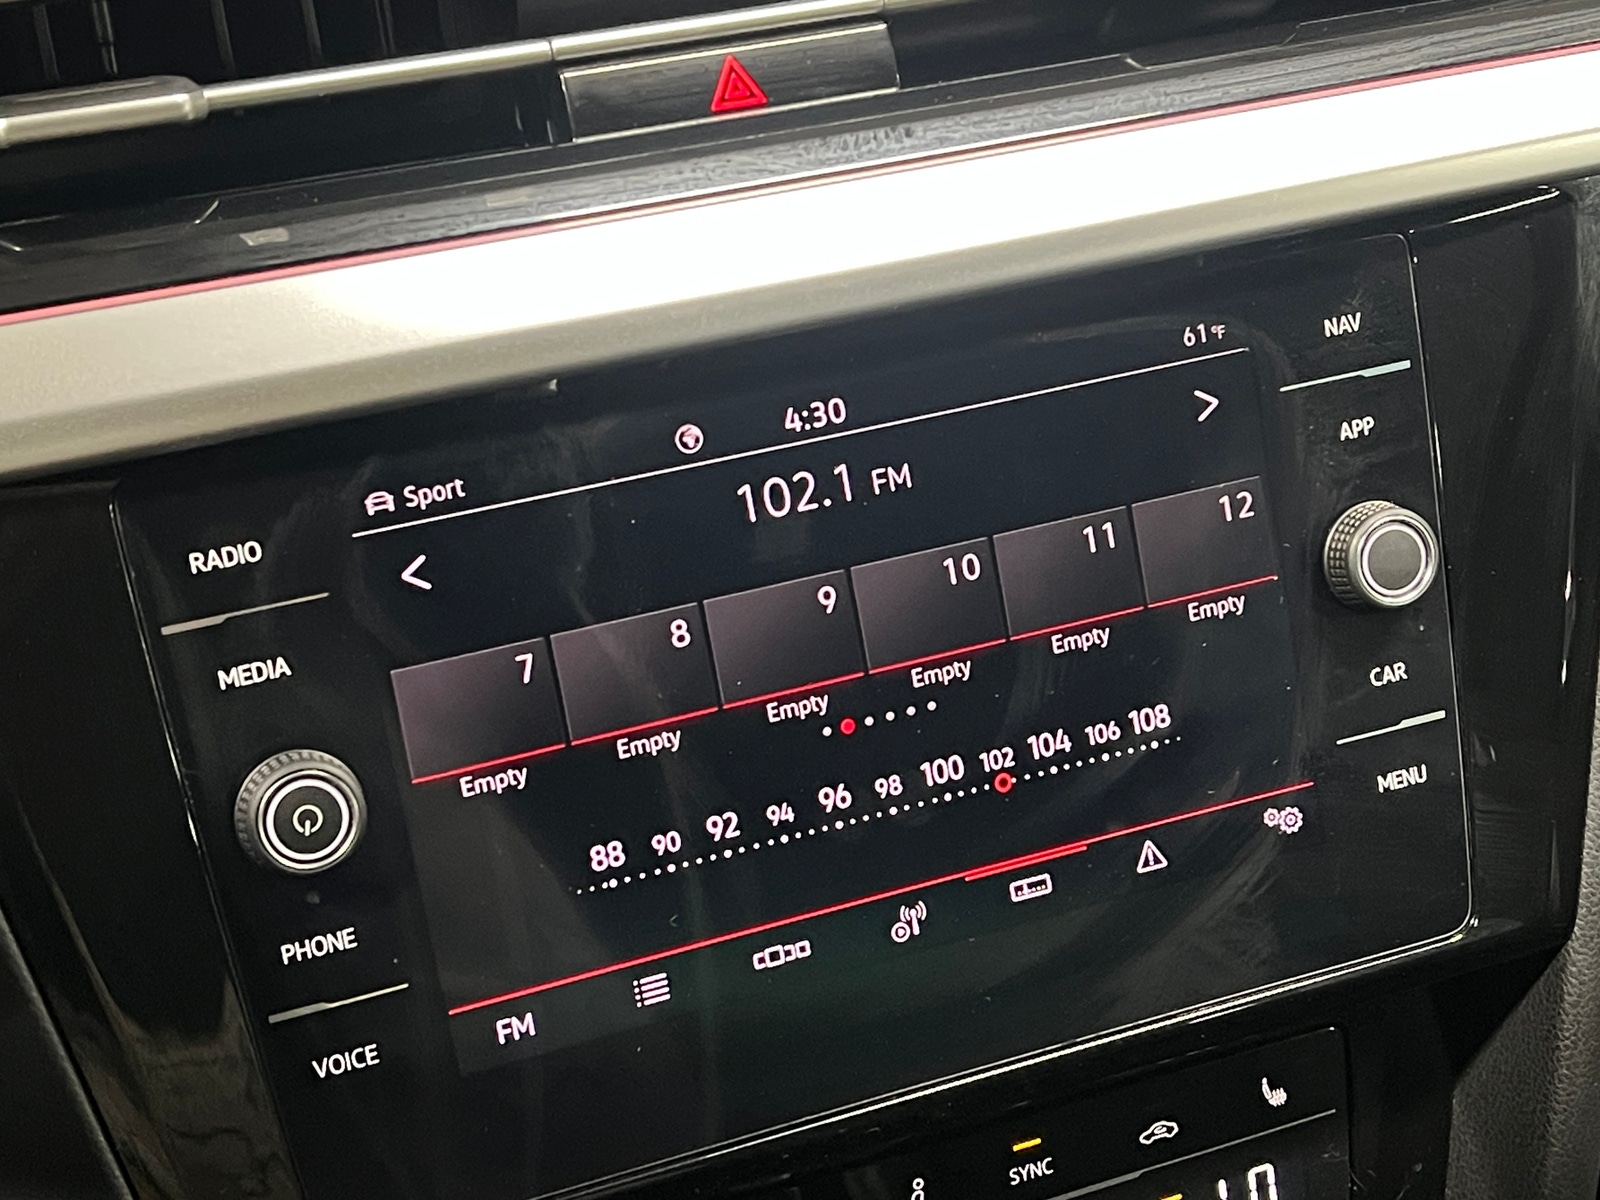 61°F
4:30
Sport
102.1 FM
7 8 9 10 11 12
Empty Empty Empty Empty Empty Empty
88 90 92 94 96 98 100 102 104 106 108
FM
RADIO
MEDIA
PHONE
VOICE
NAV
APP
CAR
MENU
SYNC